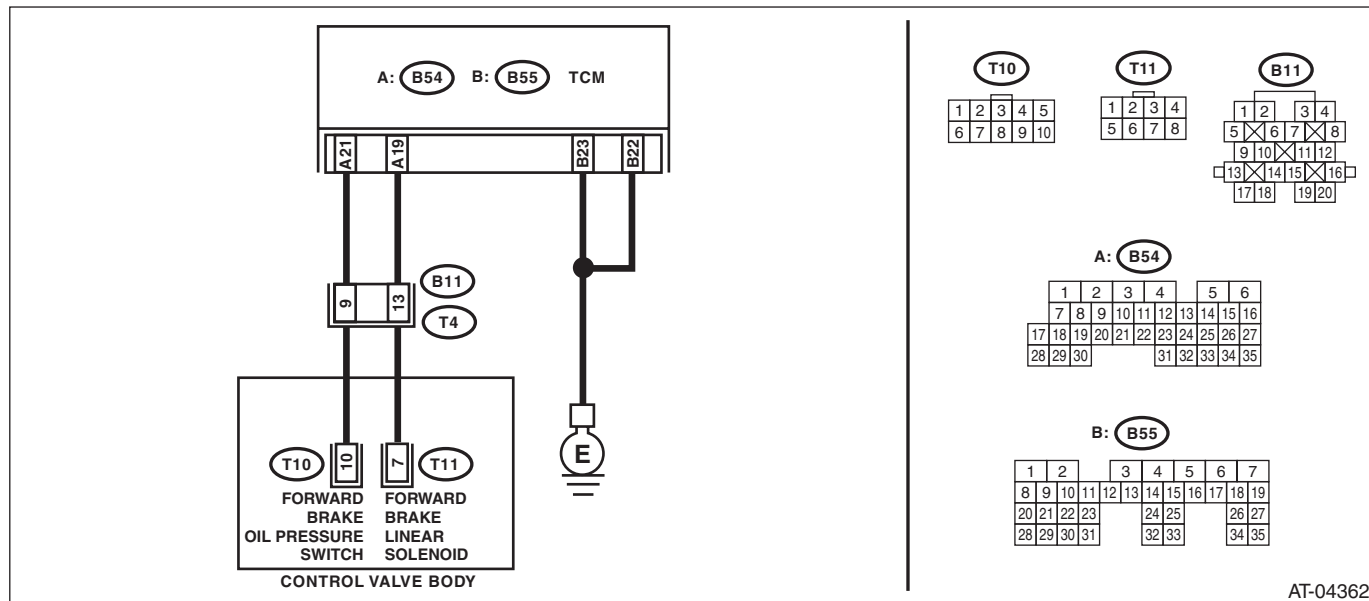 A: B54 B: B55 TCM
A21 A19 B23 B22
B11
9 13
T4
T10 10 7 T11
FORWARD FORWARD
BRAKE BRAKE
OIL PRESSURE LINEAR
SWITCH SOLENOID
CONTROL VALVE BODY
E
T10
1 2 3 4 5
6 7 8 9 10
T11
1 2 3 4
5 6 7 8
B11
1 2 3 4
5 6 7 8
9 10 11 12
13 14 15 16
17 18 19 20
A: B54
1 2 3 4 5 6
7 8 9 10 11 12 13 14 15 16
17 18 19 20 21 22 23 24 25 26 27
28 29 30 31 32 33 34 35
B: B55
1 2 3 4 5 6 7
8 9 10 11 12 13 14 15 16 17 18 19
20 21 22 23 24 25 26 27
28 29 30 31 32 33 34 35
AT-04362